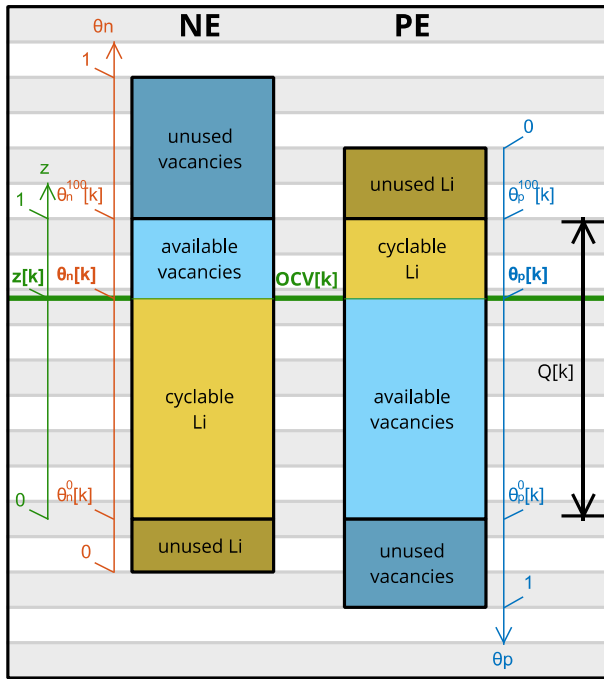 NE
PE
θn
1
unused
vacancies
0
z
unused Li
1
θn100[k]
θp100[k]
available
vacancies
cyclable
Li
z[k]
θn[k]
OCV[k]
θp[k]
Q[k]
cyclable
Li
available
vacancies
0
θn0[k]
θp0[k]
unused Li
0
unused
vacancies
1
θp